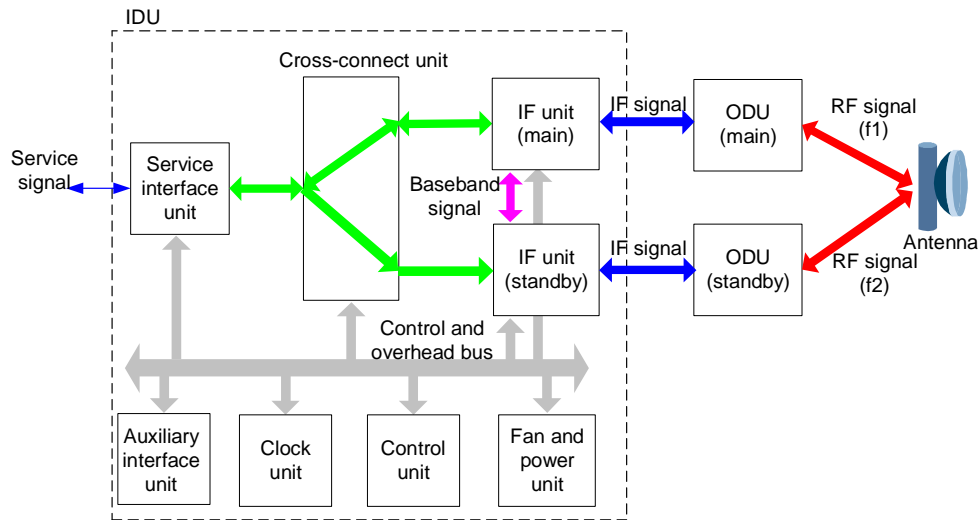 IDU
Cross-connect unit
Service
signal
Service
interface
unit
IF unit
(main)
IF signal
ODU
(main)
RF signal
(f1)
Baseband
signal
IF unit
(standby)
IF signal
ODU
(standby)
RF signal
(f2)
Antenna
Control and
overhead bus
Auxiliary
interface
unit
Clock
unit
Control
unit
Fan and
power
unit